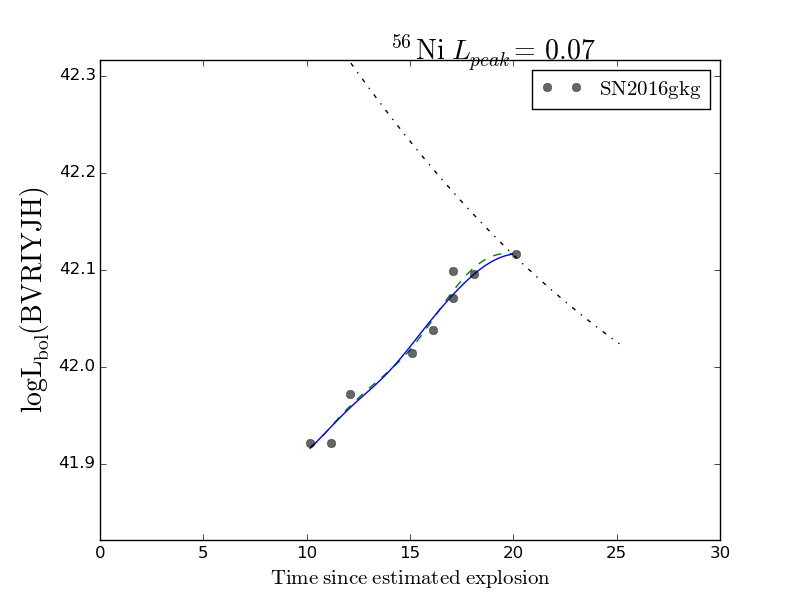 ⁵⁶Ni L_peak = 0.07
SN2016gkg
logL_bol(BVRIYJH)
42.3
42.2
42.1
42.0
41.9
0 5 10 15 20 25 30
Time since estimated explosion